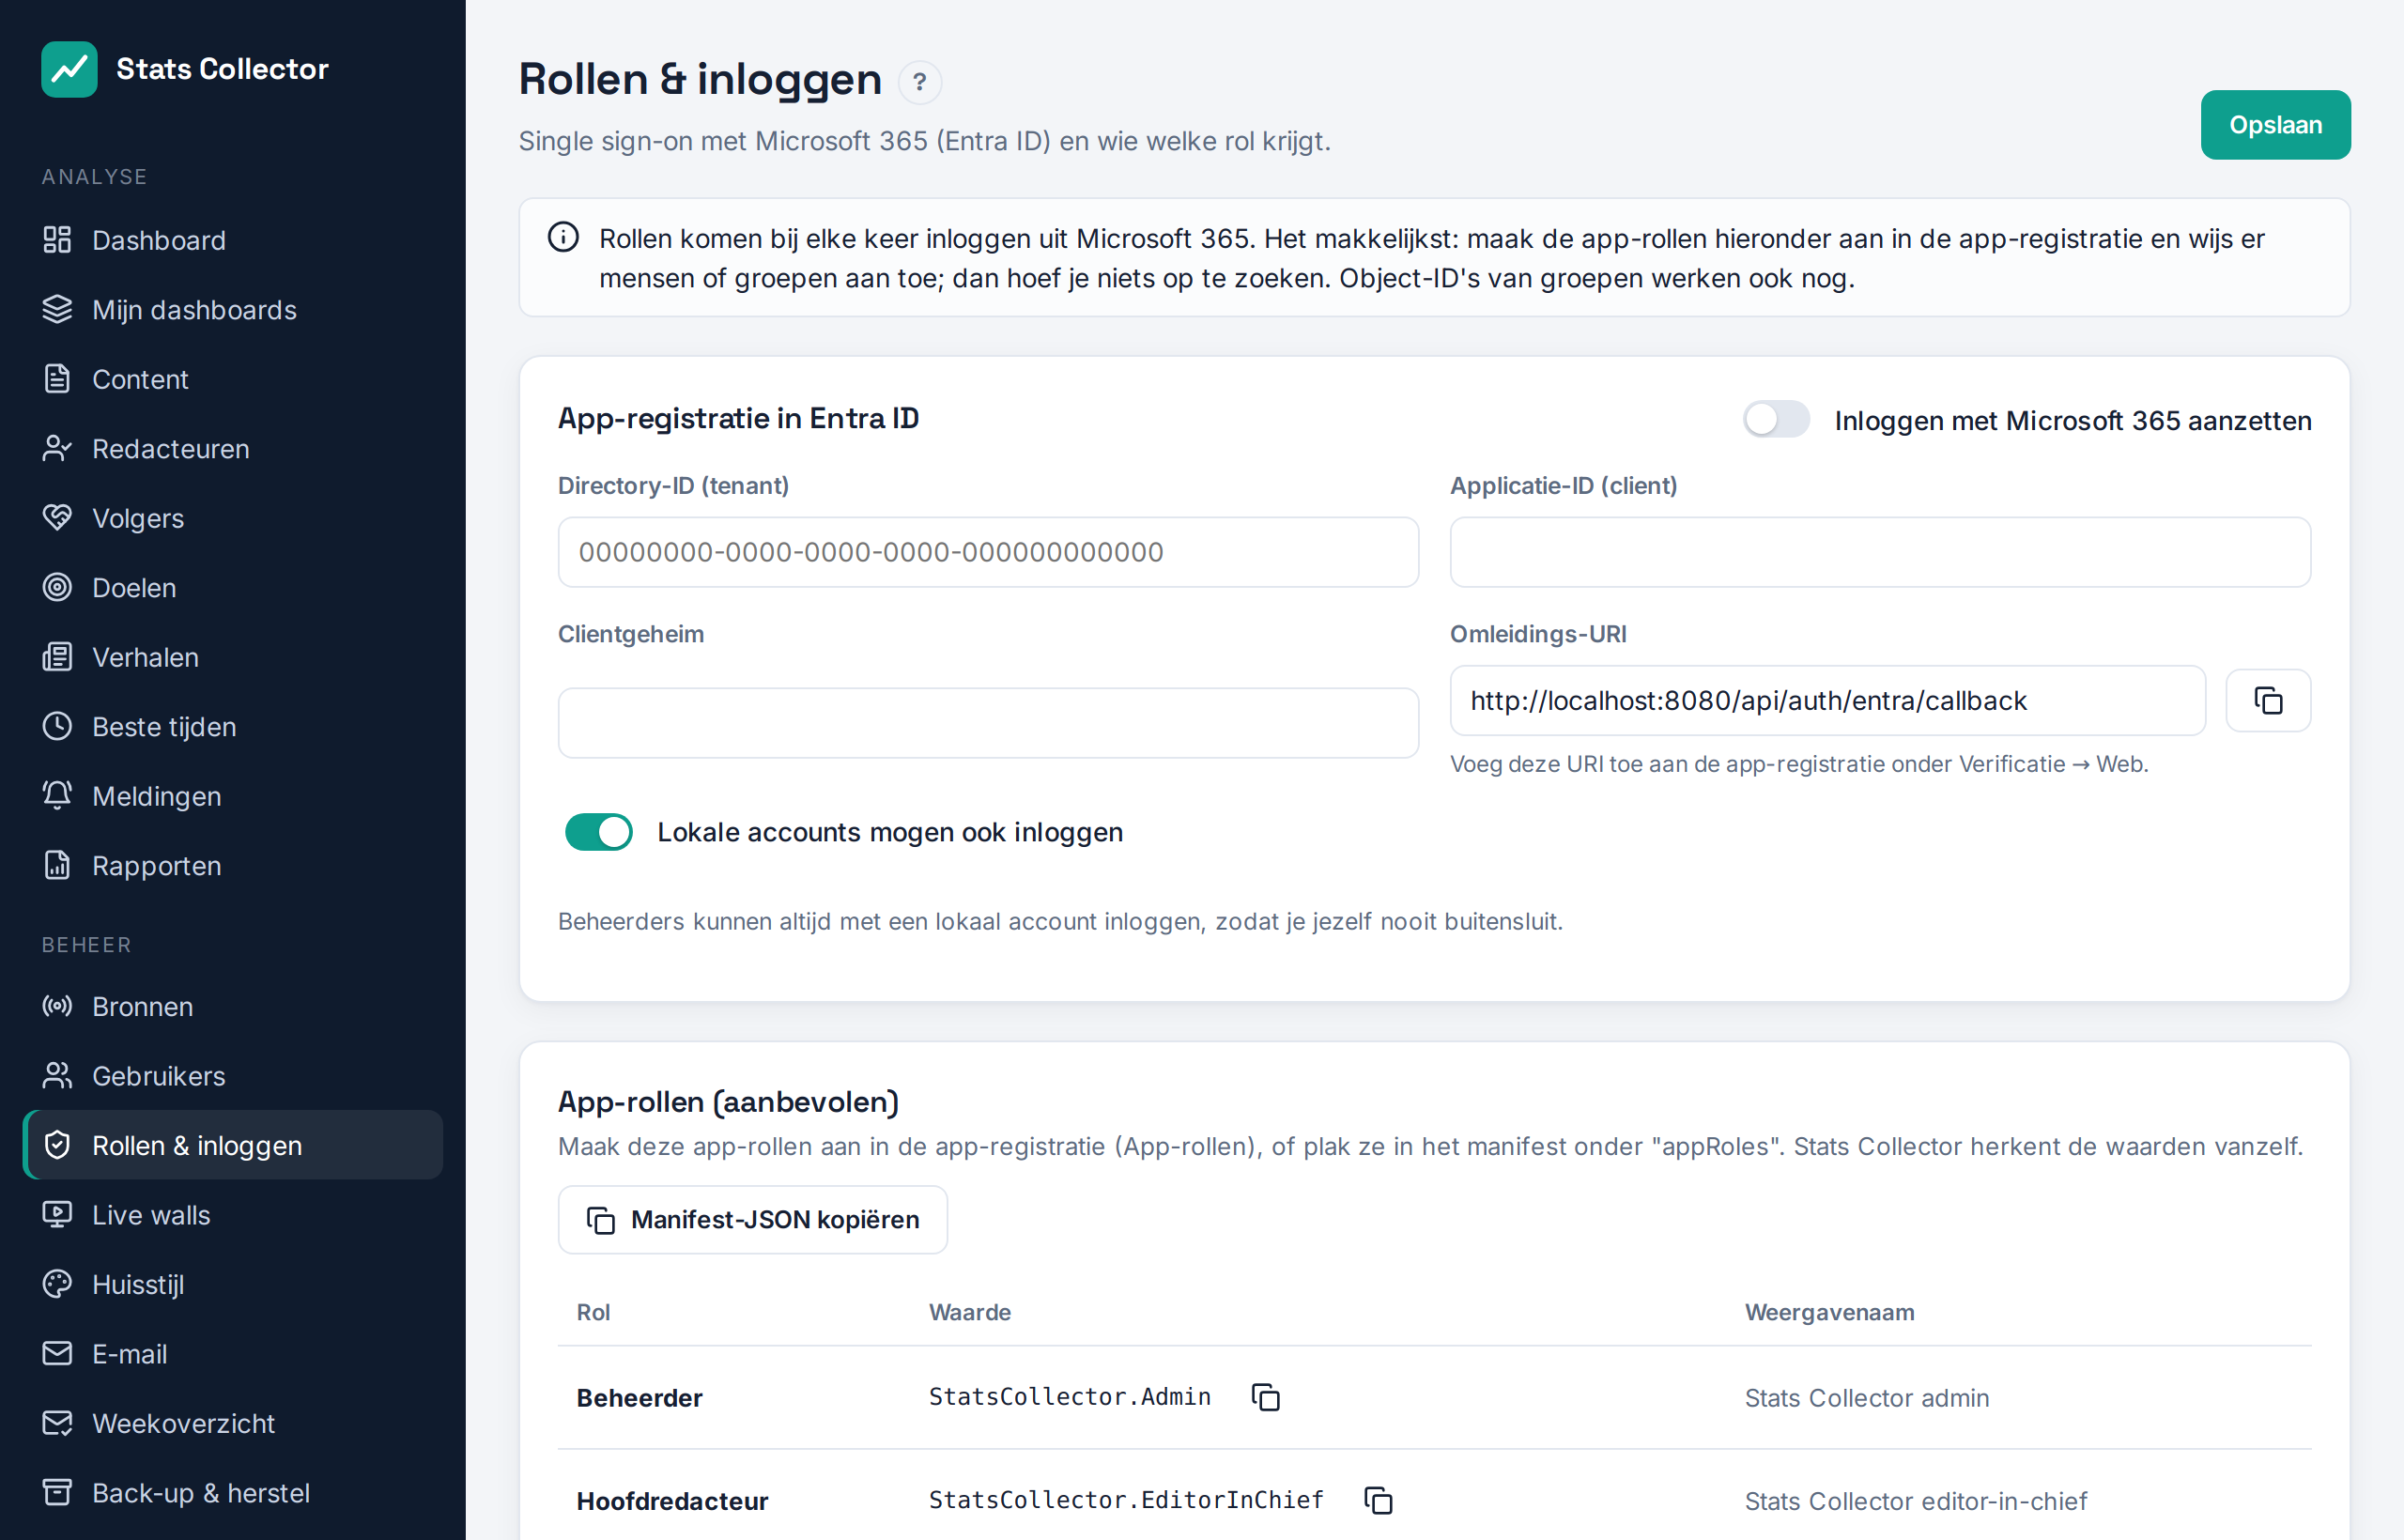 Stats Collector
ANALYSE
Dashboard
Mijn dashboards
Content
Redacteuren
Volgers
Doelen
Verhalen
Beste tijden
Meldingen
Rapporten
BEHEER
Bronnen
Gebruikers
Rollen & inloggen
Live walls
Huisstijl
E-mail
Weekoverzicht
Back-up & herstel
Rollen & inloggen ?
Single sign-on met Microsoft 365 (Entra ID) en wie welke rol krijgt.
Opslaan
Rollen komen bij elke keer inloggen uit Microsoft 365. Het makkelijkst: maak de app-rollen hieronder aan in de app-registratie en wijs er
mensen of groepen aan toe; dan hoef je niets op te zoeken. Object-ID's van groepen werken ook nog.
App-registratie in Entra ID
Inloggen met Microsoft 365 aanzetten
Directory-ID (tenant)
00000000-0000-0000-0000-000000000000
Applicatie-ID (client)
Clientgeheim
Omleidings-URI
http://localhost:8080/api/auth/entra/callback
Voeg deze URI toe aan de app-registratie onder Verificatie → Web.
Lokale accounts mogen ook inloggen
Beheerders kunnen altijd met een lokaal account inloggen, zodat je jezelf nooit buitensluit.
App-rollen (aanbevolen)
Maak deze app-rollen aan in de app-registratie (App-rollen), of plak ze in het manifest onder "appRoles". Stats Collector herkent de waarden vanzelf.
Manifest-JSON kopiëren
Rol Waarde Weergavenaam
Beheerder StatsCollector.Admin Stats Collector admin
Hoofdredacteur StatsCollector.EditorInChief Stats Collector editor-in-chief